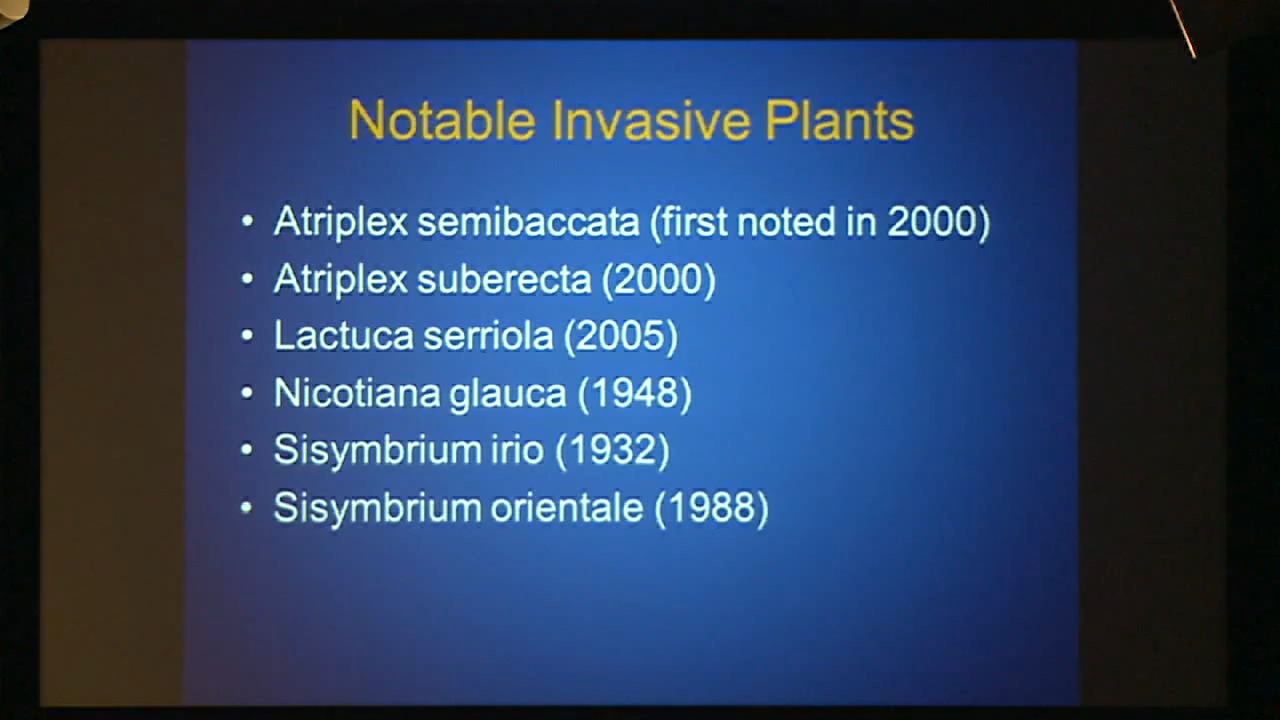 Notable Invasive Plants
• Atriplex semibaccata (first noted in 2000)
• Atriplex suberecta (2000)
• Lactuca serriola (2005)
• Nicotiana glauca (1948)
• Sisymbrium irio (1932)
• Sisymbrium orientale (1988)